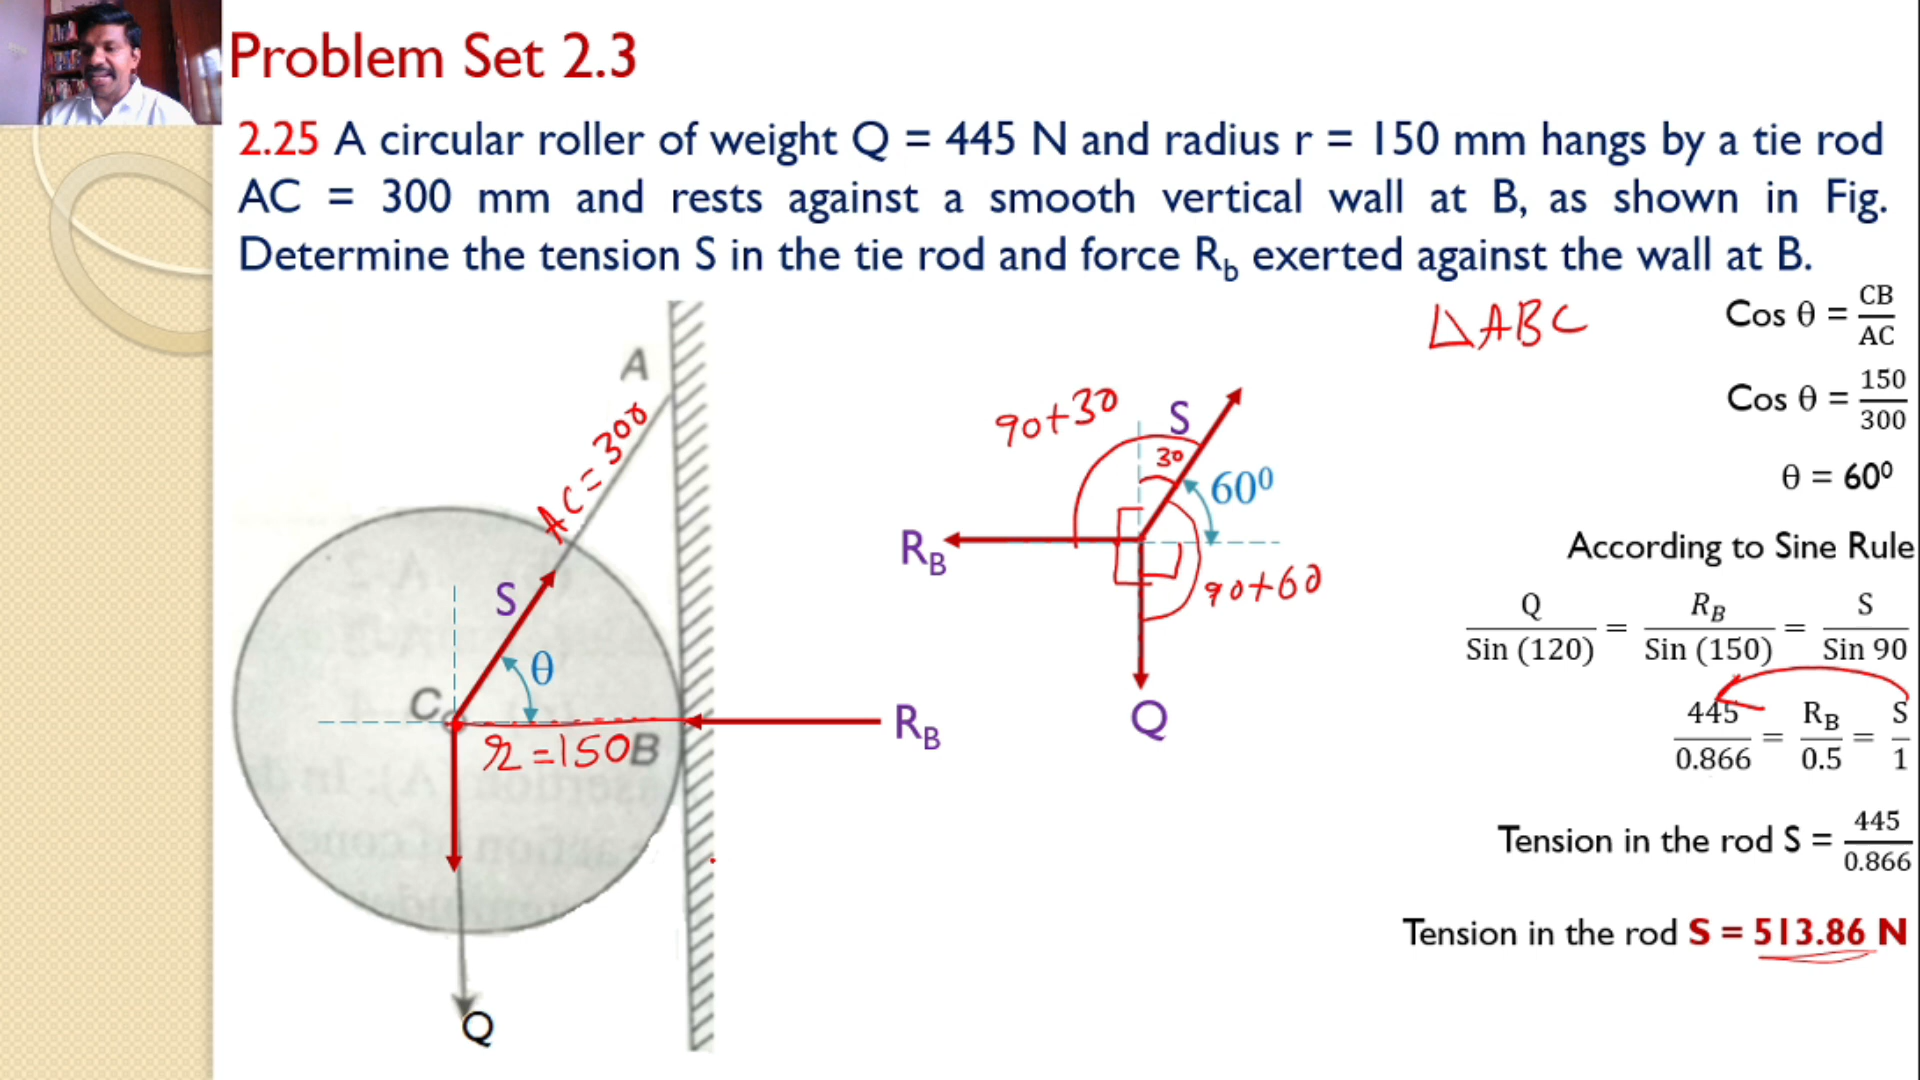 Problem Set 2.3
2.25 A circular roller of weight Q = 445 N and radius r = 150 mm hangs by a tie rod
AC = 300 mm and rests against a smooth vertical wall at B, as shown in Fig.
Determine the tension S in the tie rod and force R_b exerted against the wall at B.
△ABC
Cos θ = CB/AC
Cos θ = 150/300
θ = 60⁰
According to Sine Rule
Q/Sin (120) = R_B/Sin (150) = S/Sin 90
445/0.866 = R_B/0.5 = S/1
Tension in the rod S = 445/0.866
Tension in the rod S = 513.86 N
A
AC = 300
S
θ
C
r = 150
B
R_B
Q
90+30
S
30
60⁰
R_B
90+60
Q